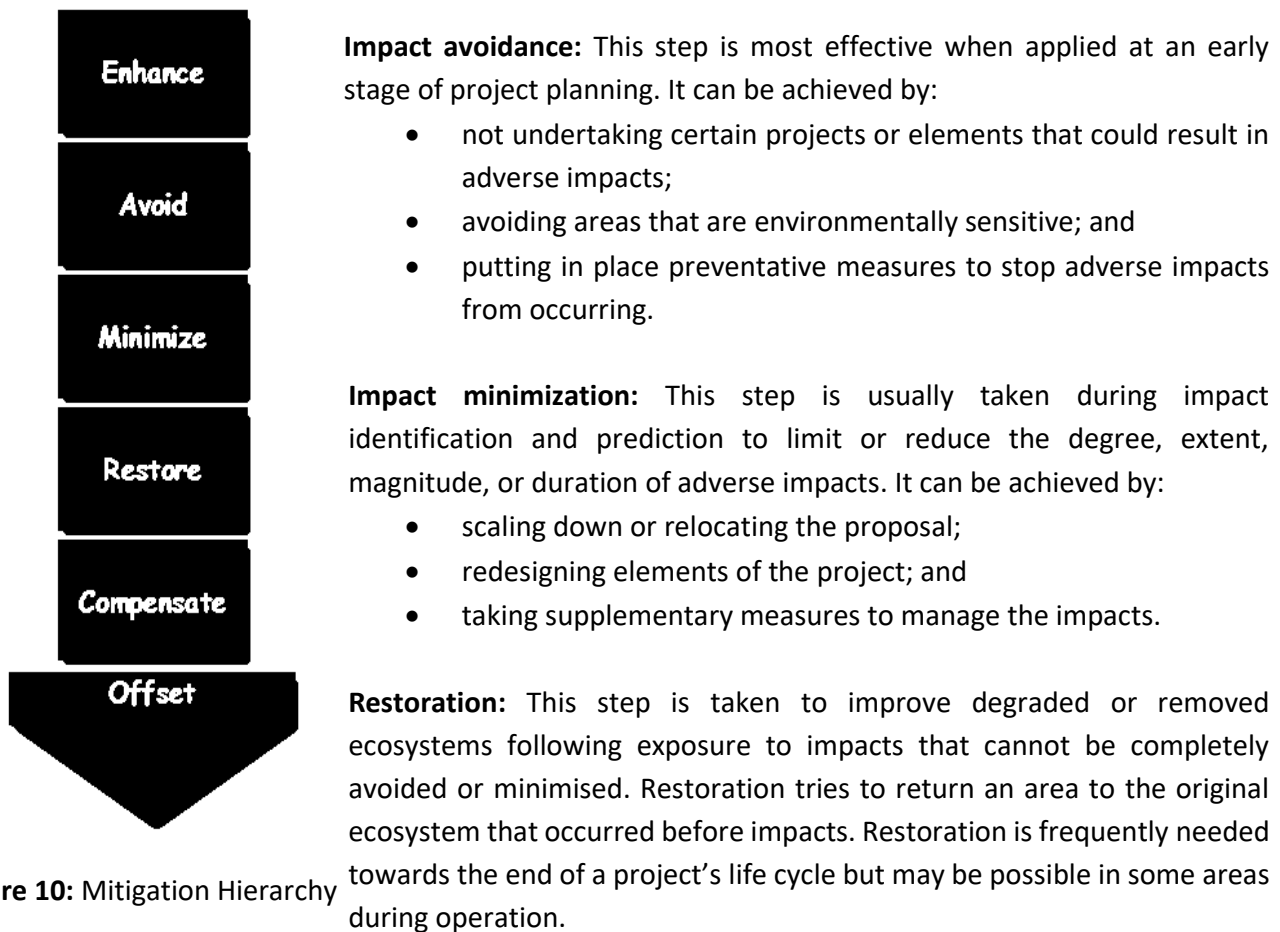 Enhance
Avoid
Minimize
Restore
Compensate
Offset
re 10: Mitigation Hierarchy
Impact avoidance: This step is most effective when applied at an early
stage of project planning. It can be achieved by:
• not undertaking certain projects or elements that could result in
adverse impacts;
• avoiding areas that are environmentally sensitive; and
• putting in place preventative measures to stop adverse impacts
from occurring.
Impact minimization: This step is usually taken during impact
identification and prediction to limit or reduce the degree, extent,
magnitude, or duration of adverse impacts. It can be achieved by:
• scaling down or relocating the proposal;
• redesigning elements of the project; and
• taking supplementary measures to manage the impacts.
Restoration: This step is taken to improve degraded or removed
ecosystems following exposure to impacts that cannot be completely
avoided or minimised. Restoration tries to return an area to the original
ecosystem that occurred before impacts. Restoration is frequently needed
towards the end of a project's life cycle but may be possible in some areas
during operation.